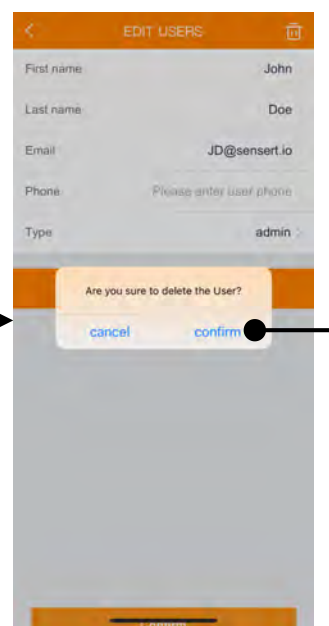 EDIT USERS
First name John
Last name Doe
Email JD@sensert.io
Phone Please enter user phone
Type admin
Are you sure to delete the User?
cancel confirm